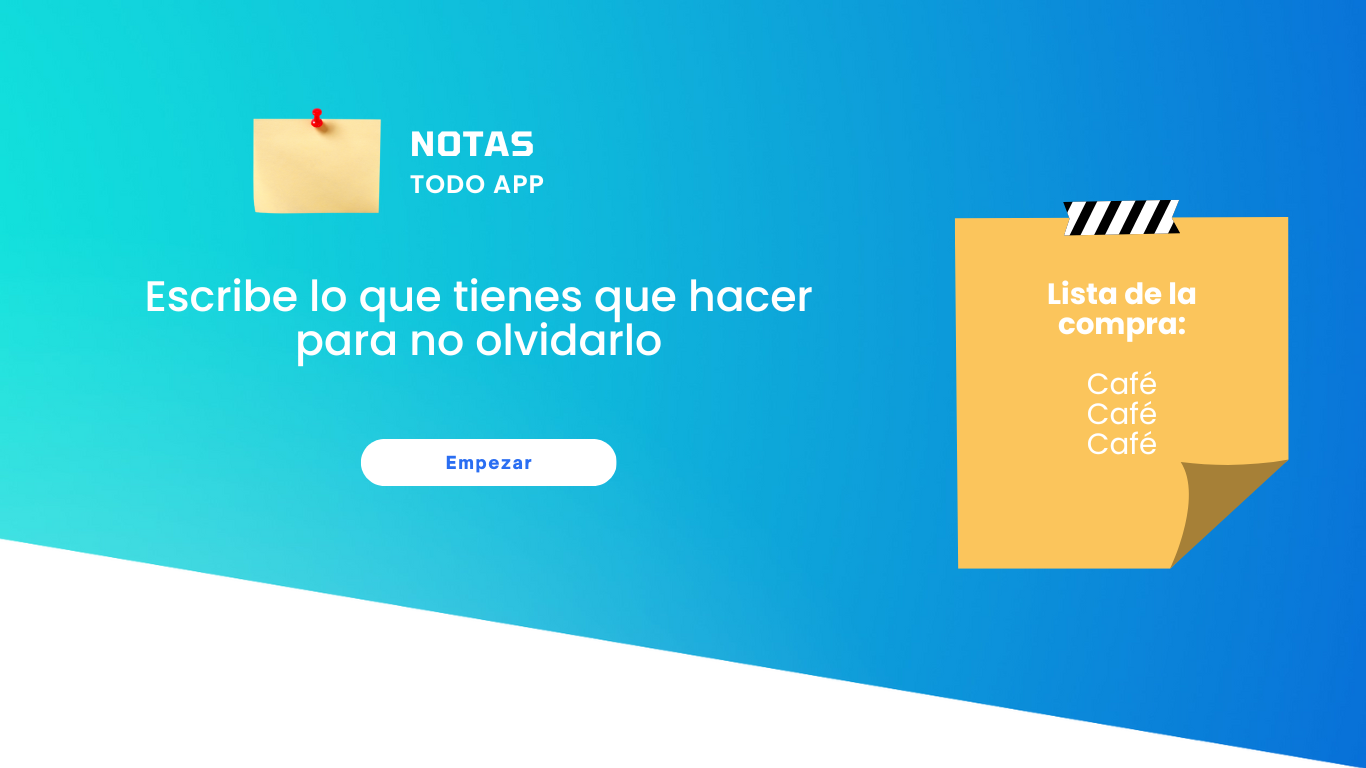 NOTAS
TODO APP
Escribe lo que tienes que hacer
para no olvidarlo
Empezar
Lista de la
compra:
Café
Café
Café